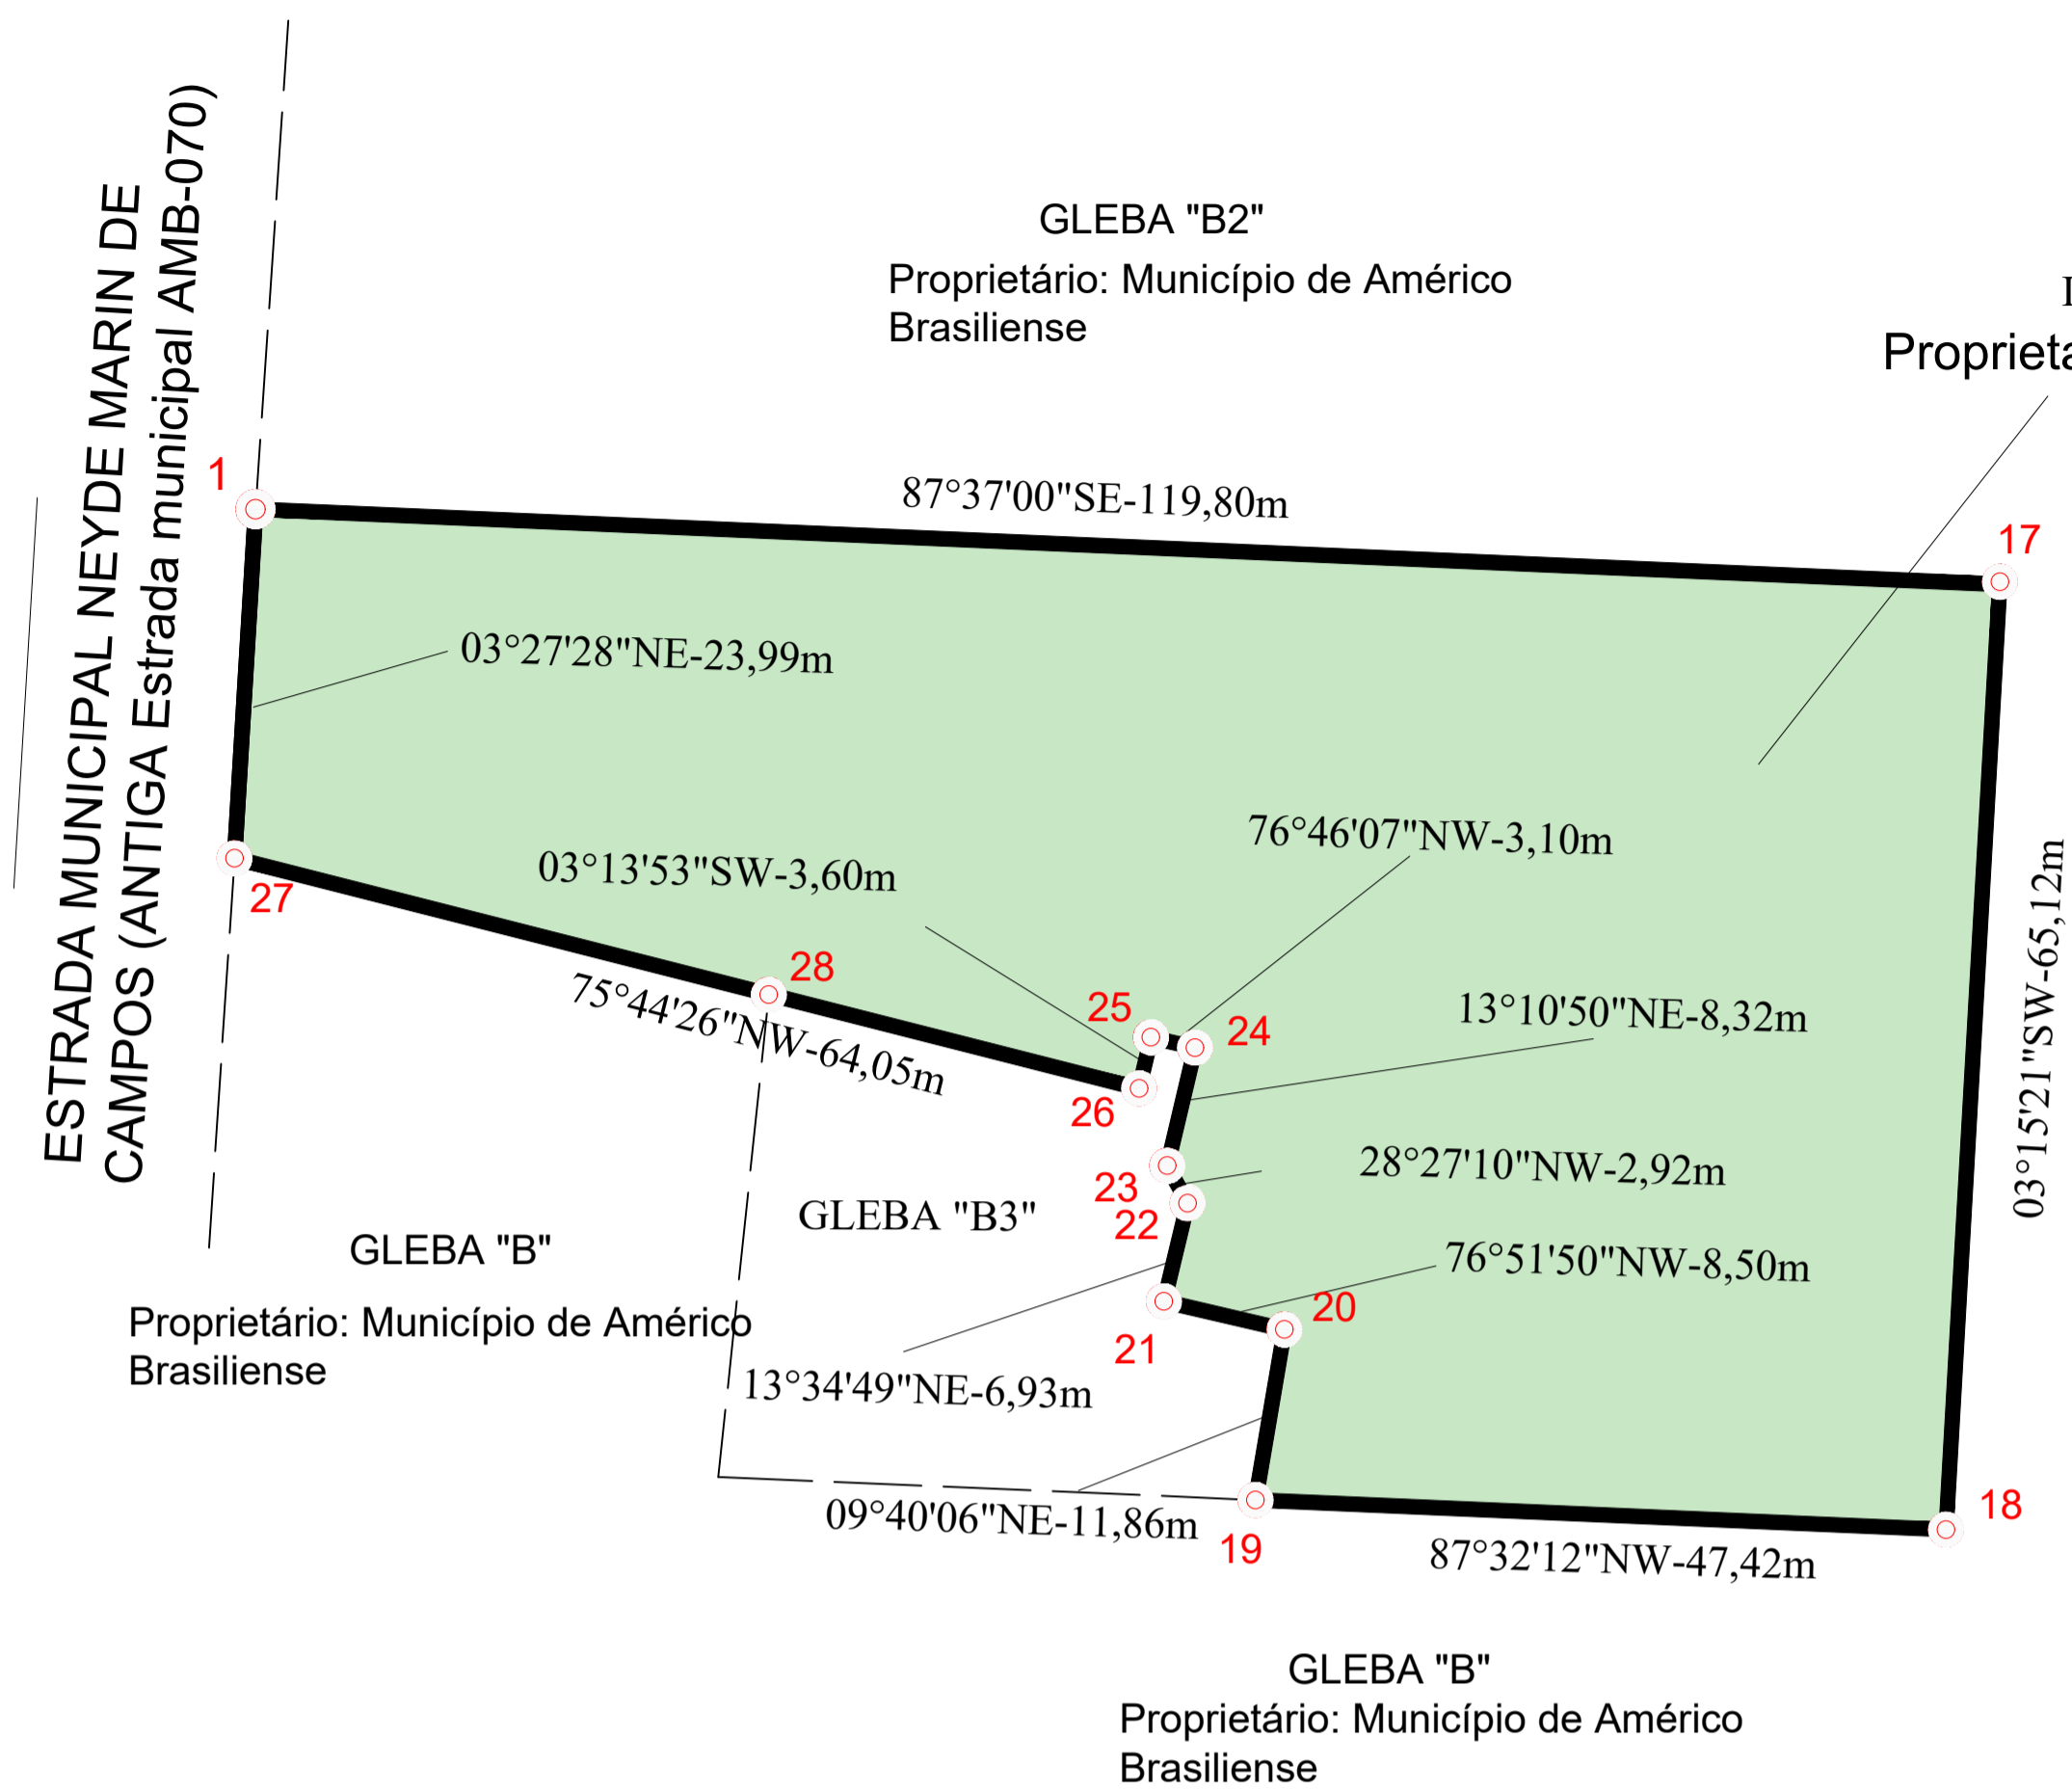 ESTRADA MUNICIPAL NEYDE MARIN DE
CAMPOS (ANTIGA Estrada municipal AMB-070)
GLEBA "B2"
Proprietário: Município de Américo
Brasiliense
1
87°37'00"SE-119,80m
17
03°27'28"NE-23,99m
76°46'07"NW-3,10m
03°13'53"SW-3,60m
27
28
75°44'26"NW-64,05m
25
24
26
13°10'50"NE-8,32m
03°15'21"SW-65,12m
23
28°27'10"NW-2,92m
22
GLEBA "B3"
GLEBA "B"
Proprietário: Município de Américo
Brasiliense
76°51'50"NW-8,50m
20
21
13°34'49"NE-6,93m
09°40'06"NE-11,86m
19
18
87°32'12"NW-47,42m
GLEBA "B"
Proprietário: Município de Américo
Brasiliense